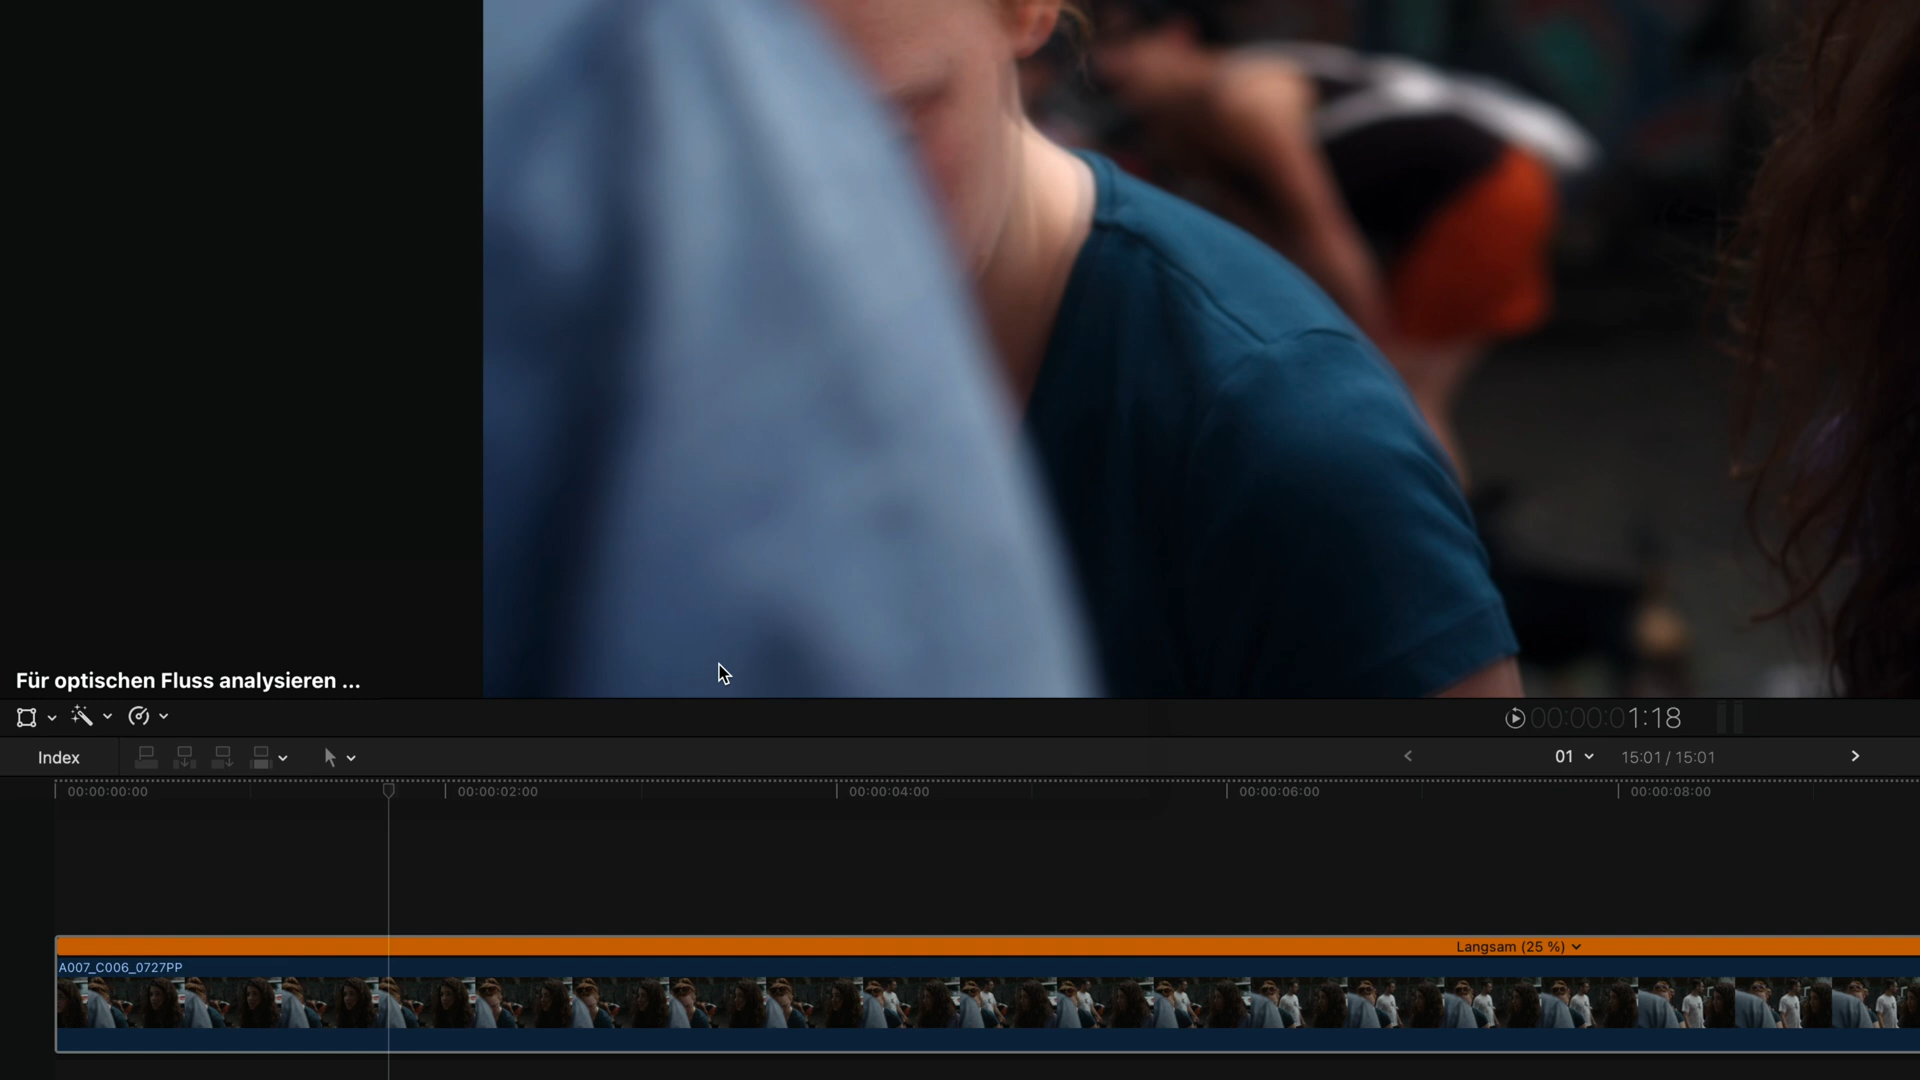 Für optischen Fluss analysieren ...
00:00:01:18
Index
01
15:01 / 15:01
00:00:00:00
00:00:02:00
00:00:04:00
00:00:06:00
00:00:08:00
Langsam (25 %)
A007_C006_0727PP